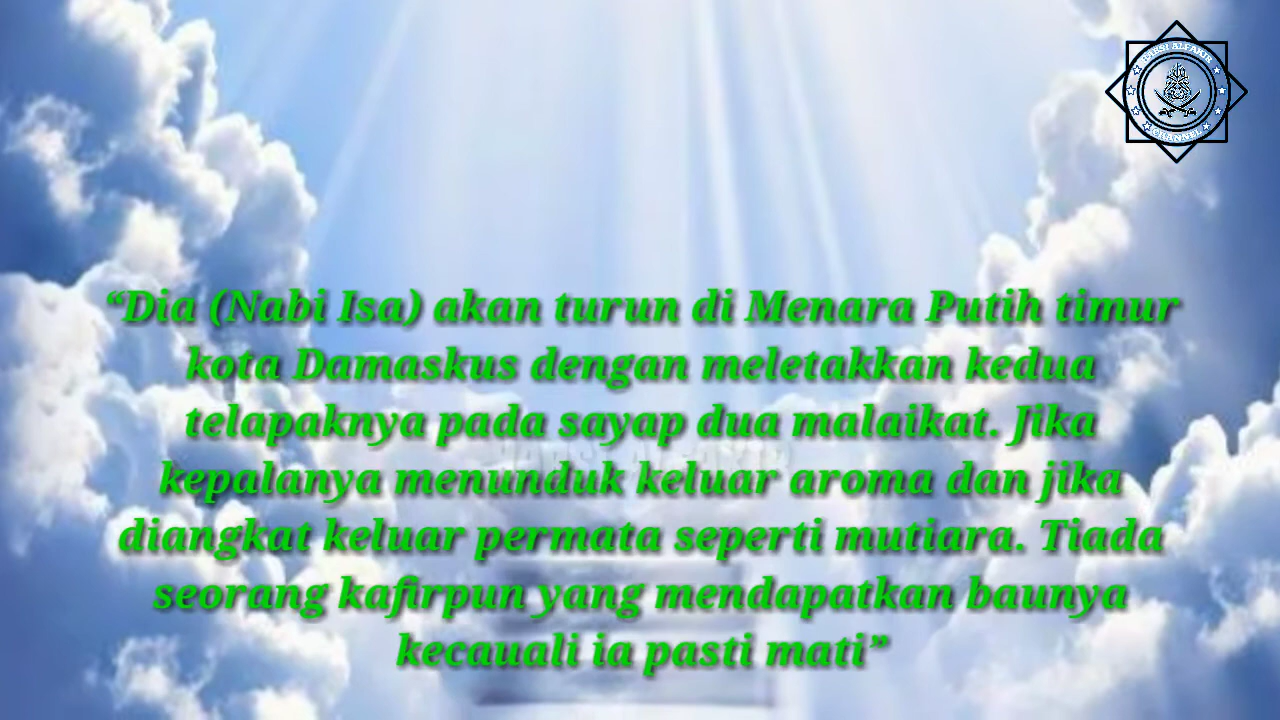 “Dia (Nabi Isa) akan turun di Menara Putih timur
kota Damaskus dengan meletakkan kedua
telapaknya pada sayap dua malaikat. Jika
kepalanya menunduk keluar aroma dan jika
diangkat keluar permata seperti mutiara. Tiada
seorang kafirpun yang mendapatkan baunya
kecauali ia pasti mati”
ALFAKIR
CHANNEL